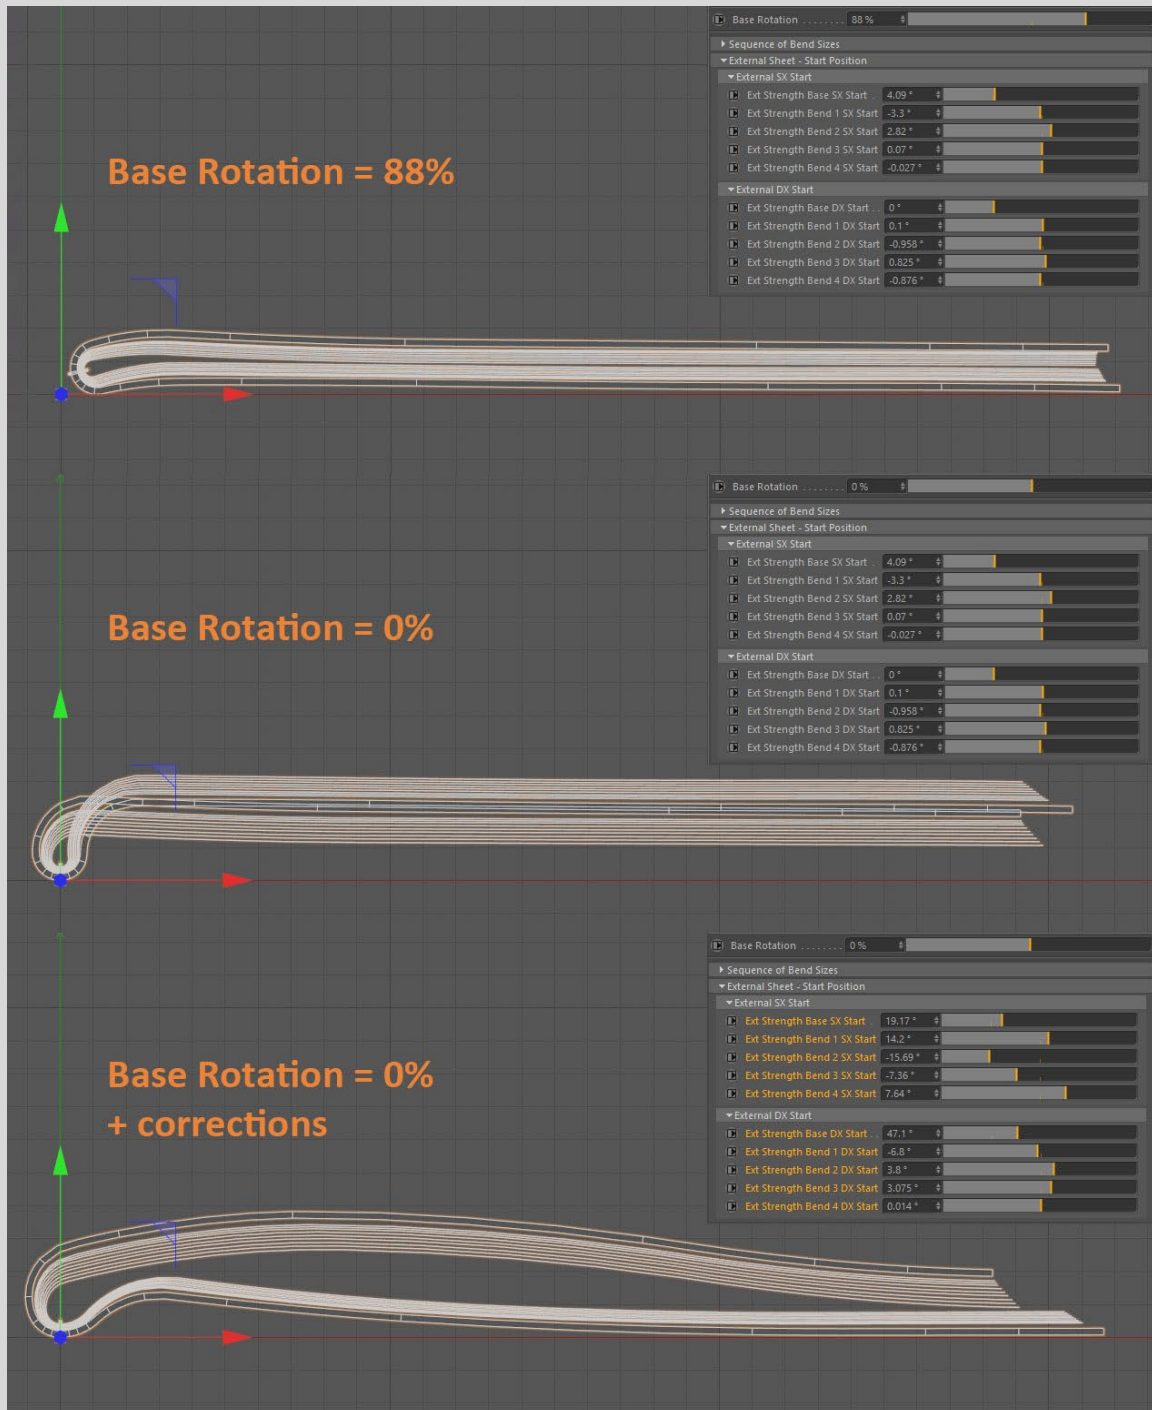 Base Rotation ........ 88 %
Sequence of Bend Sizes
External Sheet - Start Position
External SX Start
Ext Strength Base SX Start . 4.09 °
Ext Strength Bend 1 SX Start -3.3 °
Ext Strength Bend 2 SX Start 2.82 °
Ext Strength Bend 3 SX Start 0.07 °
Ext Strength Bend 4 SX Start -0.027 °
External DX Start
Ext Strength Base DX Start . . 0 °
Ext Strength Bend 1 DX Start 0.1 °
Ext Strength Bend 2 DX Start -0.958 °
Ext Strength Bend 3 DX Start 0.825 °
Ext Strength Bend 4 DX Start -0.876 °
Base Rotation = 88%
Base Rotation ........ 0 %
Sequence of Bend Sizes
External Sheet - Start Position
External SX Start
Ext Strength Base SX Start . 4.09 °
Ext Strength Bend 1 SX Start -3.3 °
Ext Strength Bend 2 SX Start 2.82 °
Ext Strength Bend 3 SX Start 0.07 °
Ext Strength Bend 4 SX Start -0.027 °
External DX Start
Ext Strength Base DX Start . . 0 °
Ext Strength Bend 1 DX Start 0.1 °
Ext Strength Bend 2 DX Start -0.958 °
Ext Strength Bend 3 DX Start 0.825 °
Ext Strength Bend 4 DX Start -0.876 °
Base Rotation = 0%
Base Rotation ........ 0 %
Sequence of Bend Sizes
External Sheet - Start Position
External SX Start
Ext Strength Base SX Start . 19.17 °
Ext Strength Bend 1 SX Start 14.2 °
Ext Strength Bend 2 SX Start -15.69 °
Ext Strength Bend 3 SX Start -7.36 °
Ext Strength Bend 4 SX Start 7.64 °
External DX Start
Ext Strength Base DX Start . . 47.1 °
Ext Strength Bend 1 DX Start -6.8 °
Ext Strength Bend 2 DX Start 3.8 °
Ext Strength Bend 3 DX Start 3.075 °
Ext Strength Bend 4 DX Start 0.014 °
Base Rotation = 0%
+ corrections